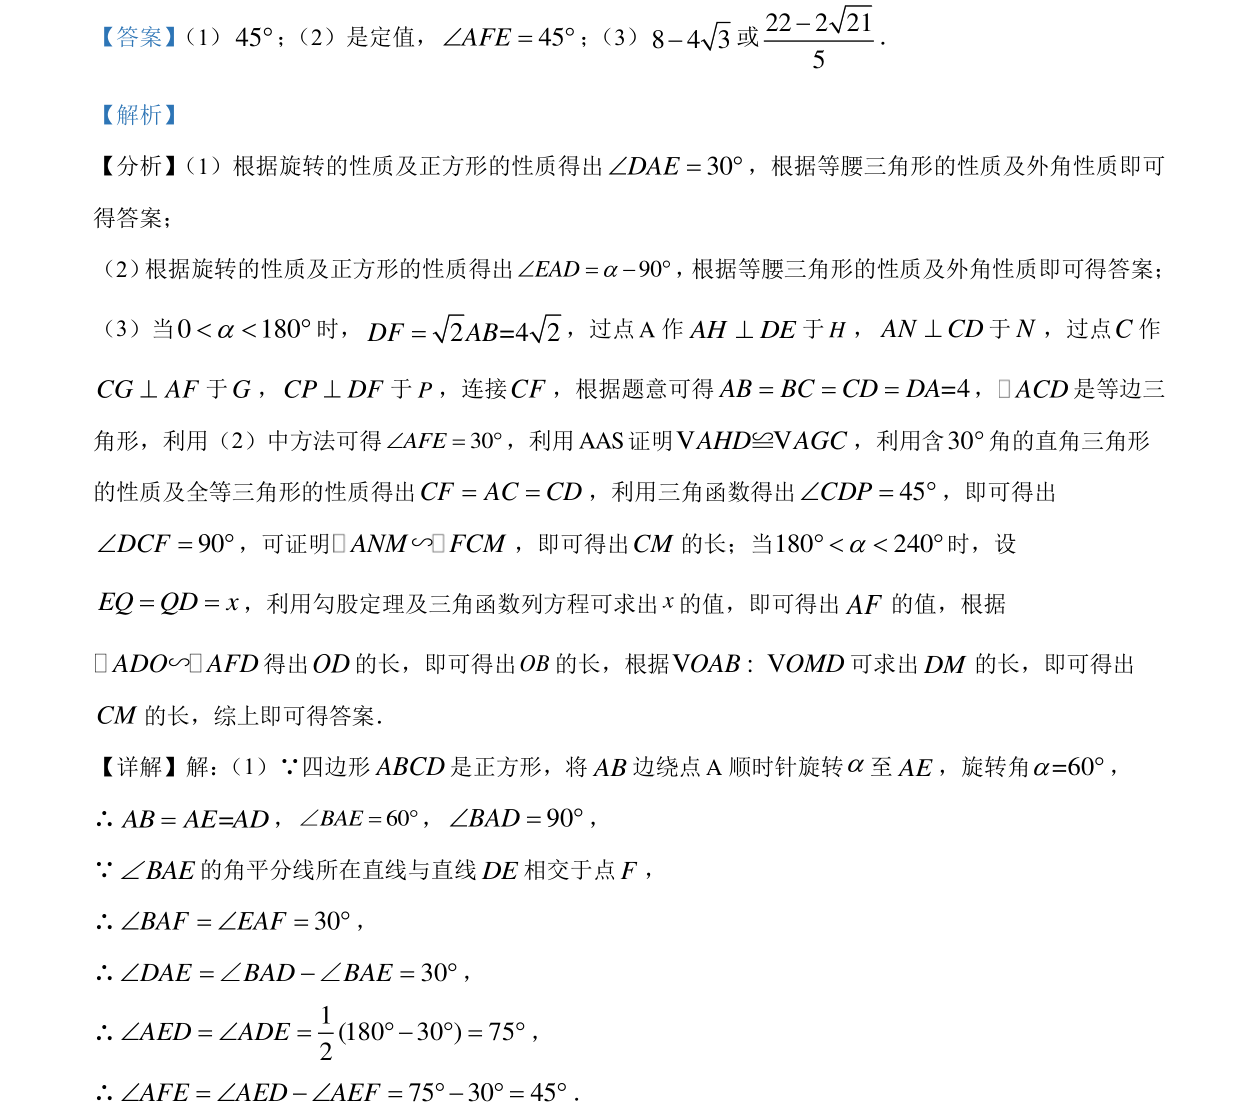 【答案】（1）45°；（2）是定值，∠AFE = 45°；（3）8−4√3 或 (22−2√21)/5．
【解析】
【分析】（1）根据旋转的性质及正方形的性质得出∠DAE = 30°，根据等腰三角形的性质及外角性质即可
得答案；
（2）根据旋转的性质及正方形的性质得出∠EAD = α − 90°，根据等腰三角形的性质及外角性质即可得答案；
（3）当0 < α < 180°时，DF = √2AB=4√2，过点 A 作 AH ⊥ DE 于 H，AN ⊥ CD 于 N，过点 C 作
CG ⊥ AF 于 G，CP ⊥ DF 于 P，连接 CF，根据题意可得 AB = BC = CD = DA=4，□ACD 是等边三
角形，利用（2）中方法可得∠AFE = 30°，利用 AAS 证明 VAHD≌VAGC，利用含30°角的直角三角形
的性质及全等三角形的性质得出 CF = AC = CD，利用三角函数得出∠CDP = 45°，即可得出
∠DCF = 90°，可证明□ANM∽□FCM，即可得出 CM 的长；当180° < α < 240°时，设
EQ = QD = x，利用勾股定理及三角函数列方程可求出 x 的值，即可得出 AF 的值，根据
□ADO∽□AFD 得出 OD 的长，即可得出 OB 的长，根据 VOAB : VOMD 可求出 DM 的长，即可得出
CM 的长，综上即可得答案．
【详解】解：（1）∵四边形 ABCD 是正方形，将 AB 边绕点 A 顺时针旋转 α 至 AE，旋转角 α=60°，
∴ AB = AE=AD，∠BAE = 60°，∠BAD = 90°，
∵∠BAE 的角平分线所在直线与直线 DE 相交于点 F，
∴∠BAF = ∠EAF = 30°，
∴∠DAE = ∠BAD − ∠BAE = 30°，
∴∠AED = ∠ADE = 1/2(180° − 30°) = 75°，
∴∠AFE = ∠AED − ∠AEF = 75° − 30° = 45°．